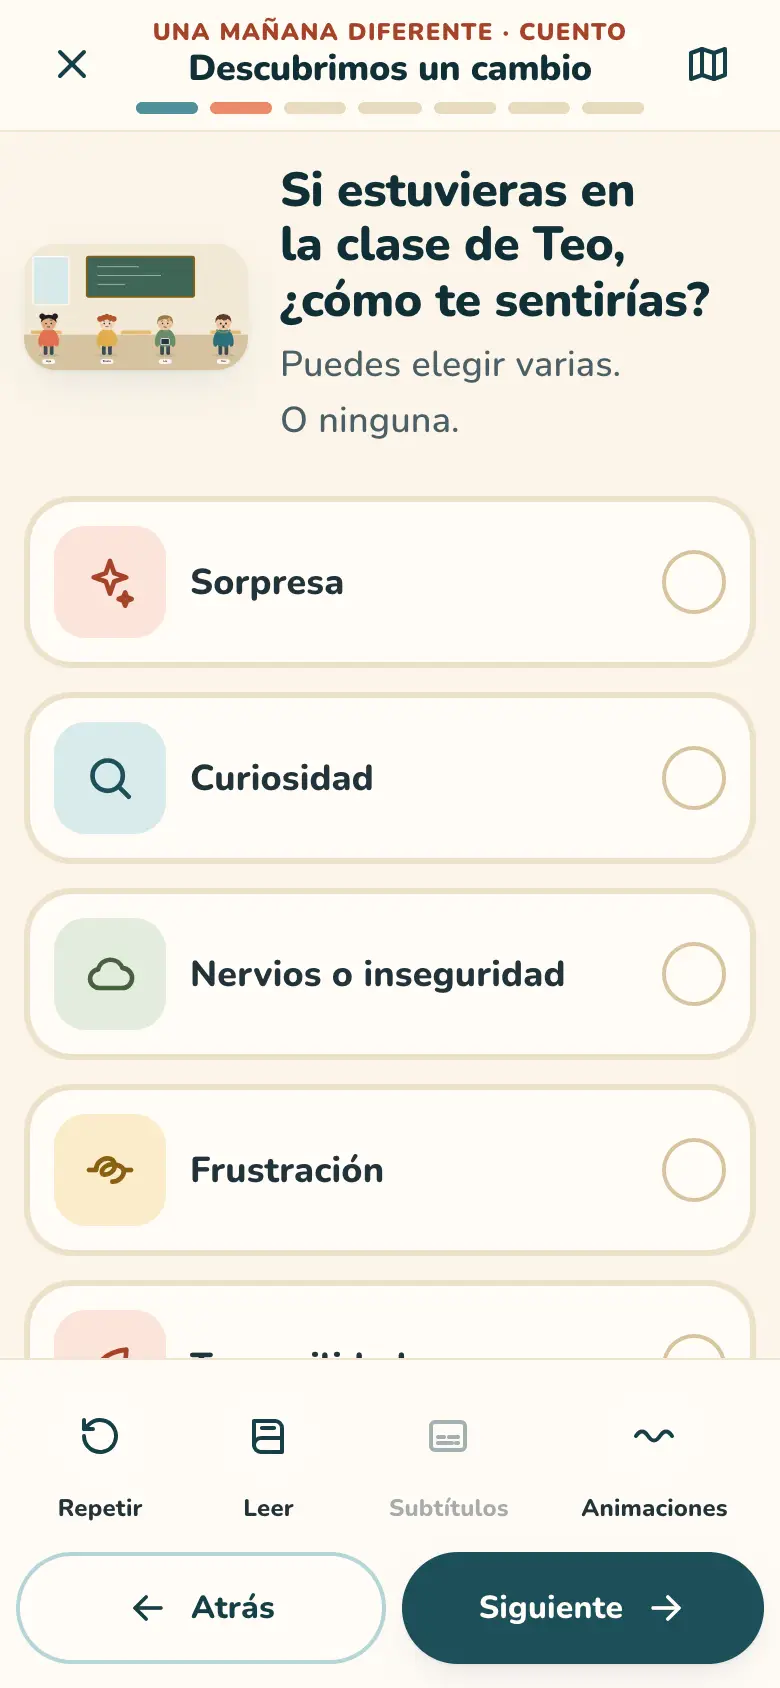 UNA MAÑANA DIFERENTE · CUENTO
Descubrimos un cambio
Si estuvieras en
la clase de Teo,
¿cómo te sentirías?
Puedes elegir varias.
O ninguna.
Sorpresa
Curiosidad
Nervios o inseguridad
Frustración
Repetir
Leer
Subtítulos
Animaciones
Atrás
Siguiente